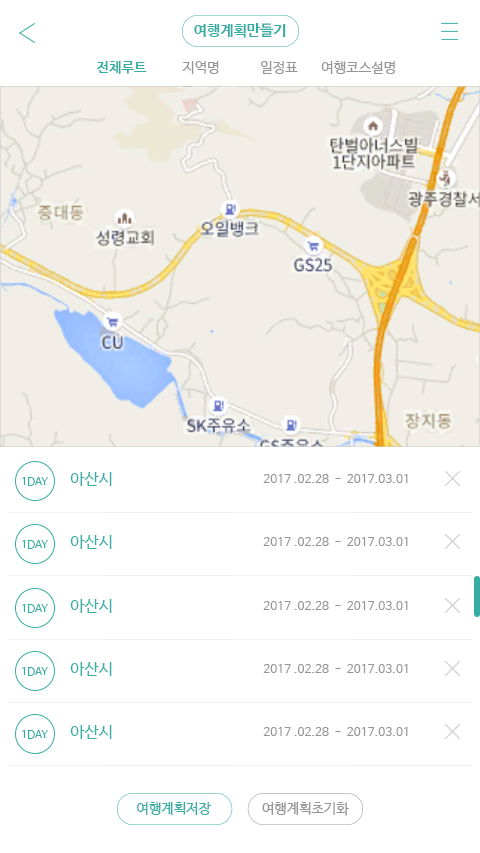 여행계획만들기
전체루트 지역명 일정표 여행코스설명
탄벌아너스빌
1단지아파트
광주경찰서
중대동
성령교회
오일뱅크
GS25
CU
SK주유소
장지동
GS주유소
1DAY 아산시 2017 .02.28 - 2017.03.01
1DAY 아산시 2017 .02.28 - 2017.03.01
1DAY 아산시 2017 .02.28 - 2017.03.01
1DAY 아산시 2017 .02.28 - 2017.03.01
1DAY 아산시 2017 .02.28 - 2017.03.01
여행계획저장 여행계획초기화